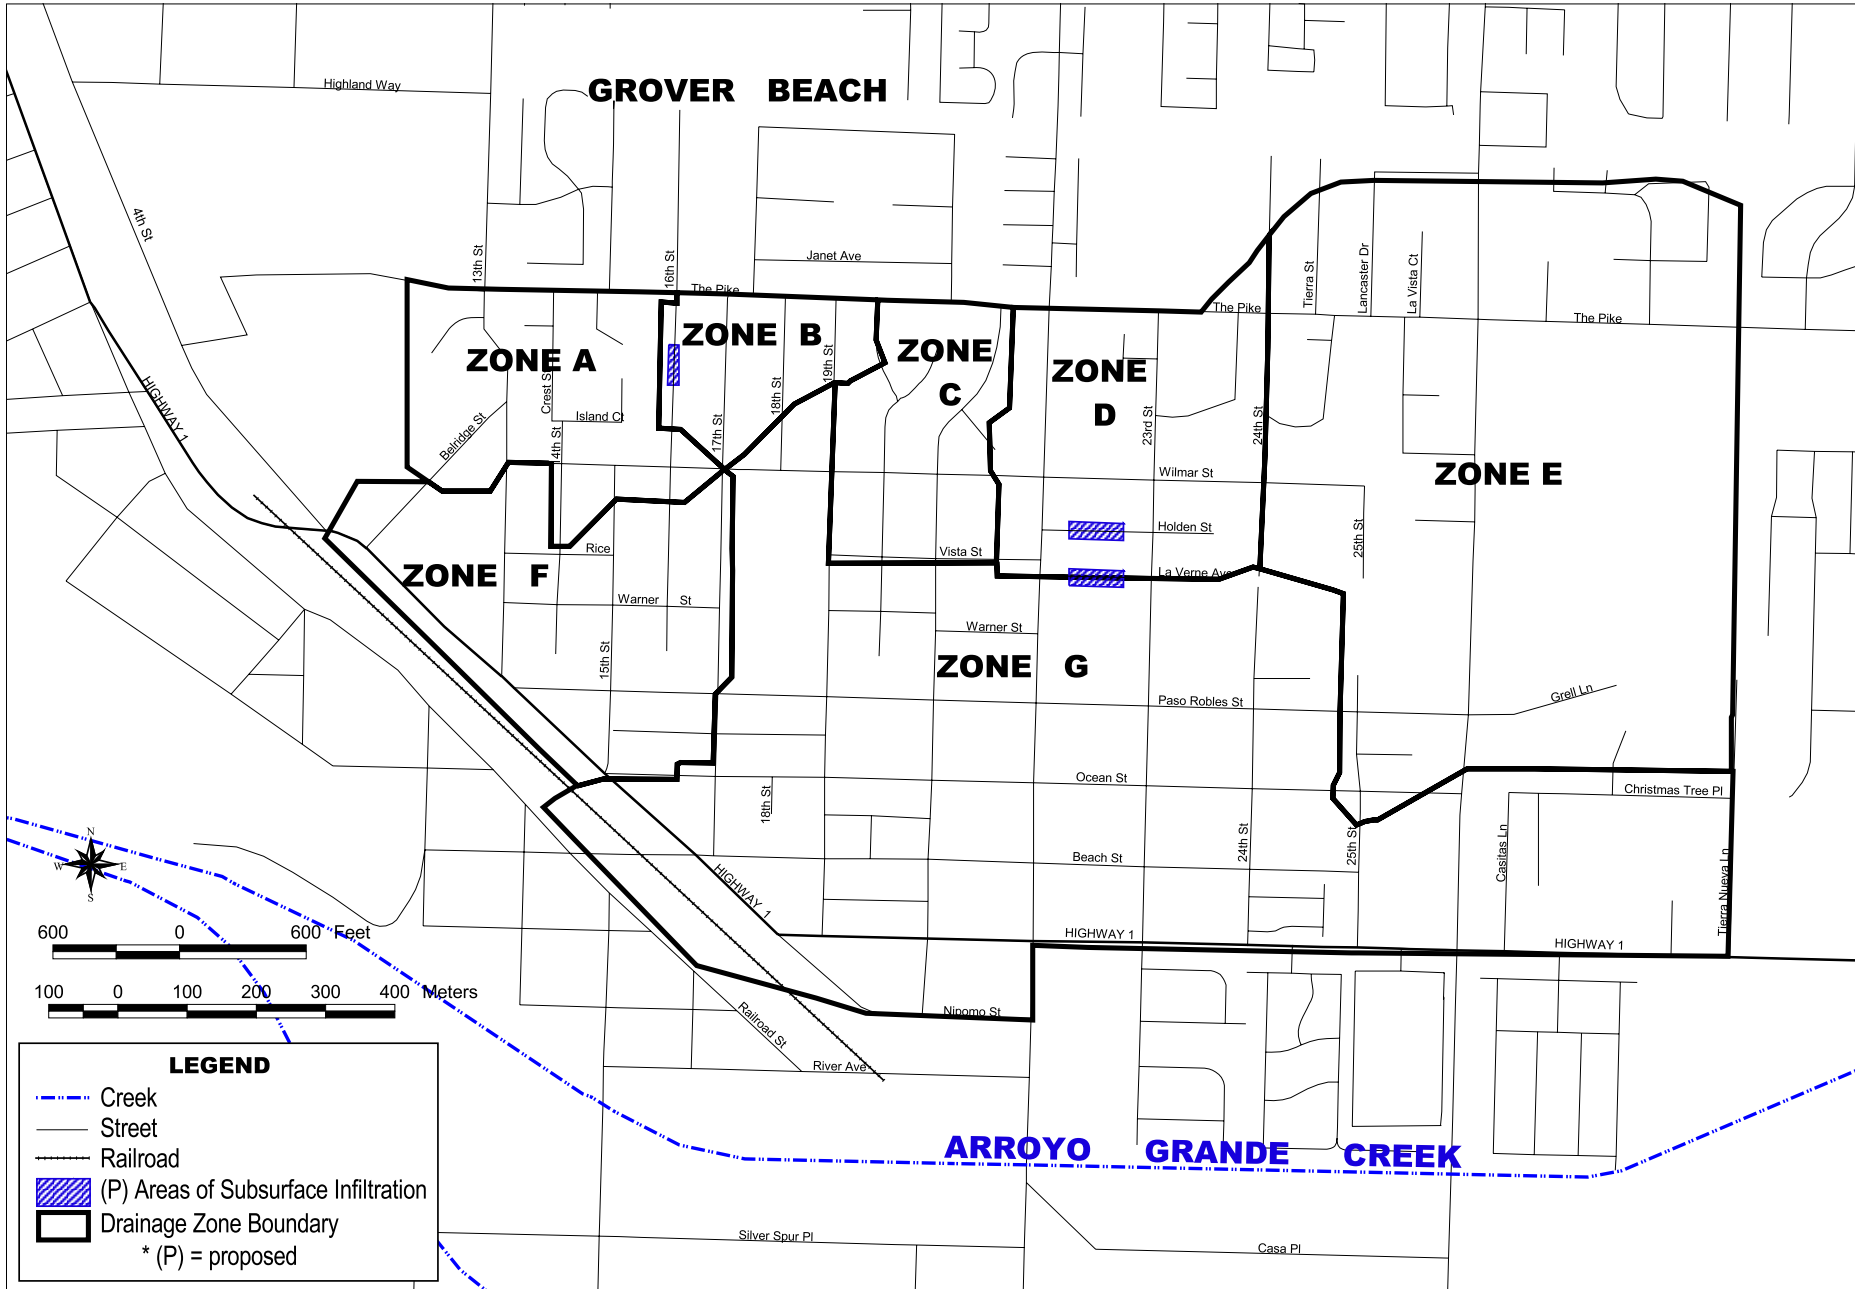 Highland Way
GROVER BEACH
4th St
13th St
16th St
Janet Ave
The Pike
The Pike
Tierra St
Lancaster Dr
La Vista Ct
The Pike
ZONE A
ZONE B
ZONE C
ZONE D
ZONE E
HIGHWAY 1
Crest St
Island Ct
Belridge St
14th St
17th St
18th St
19th St
23rd St
24th St
Wilmar St
25th St
Holden St
Rice
Vista St
La Verne Ave
ZONE F
Warner St
Warner St
15th St
ZONE G
Paso Robles St
Grell Ln
Ocean St
Christmas Tree Pl
18th St
24th St
25th St
Casitas Ln
Tierra Nueva Ln
Beach St
HIGHWAY 1
HIGHWAY 1
HIGHWAY 1
N
W E
S
600 0 600 Feet
100 0 100 200 300 400 Meters
Nipomo St
Railroad St
River Ave
ARROYO GRANDE CREEK
Silver Spur Pl
Casa Pl
LEGEND
Creek
Street
Railroad
(P) Areas of Subsurface Infiltration
Drainage Zone Boundary
* (P) = proposed